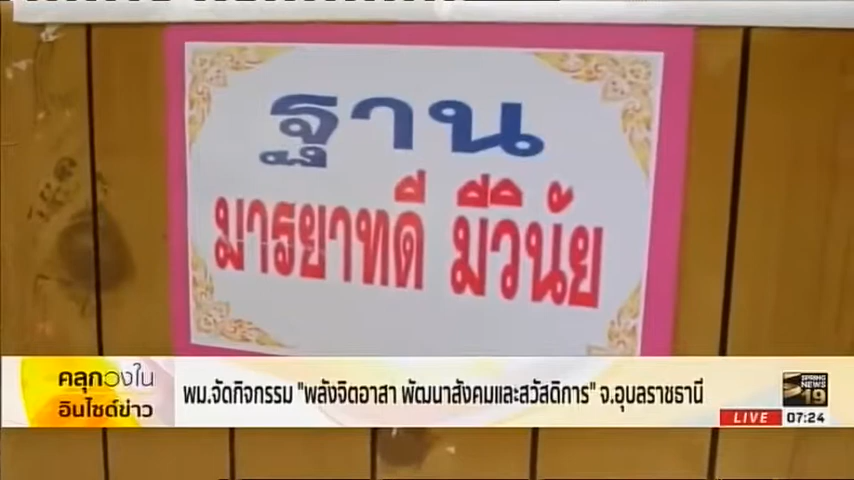 ฐาน
มารยาทดี มีวินัย
คลุกวงใน
อินไซด์ข่าว
พม.จัดกิจกรรม "พลังจิตอาสา พัฒนาสังคมและสวัสดิการ" จ.อุบลราชธานี
SPRING
NEWS
19
LIVE 07:24